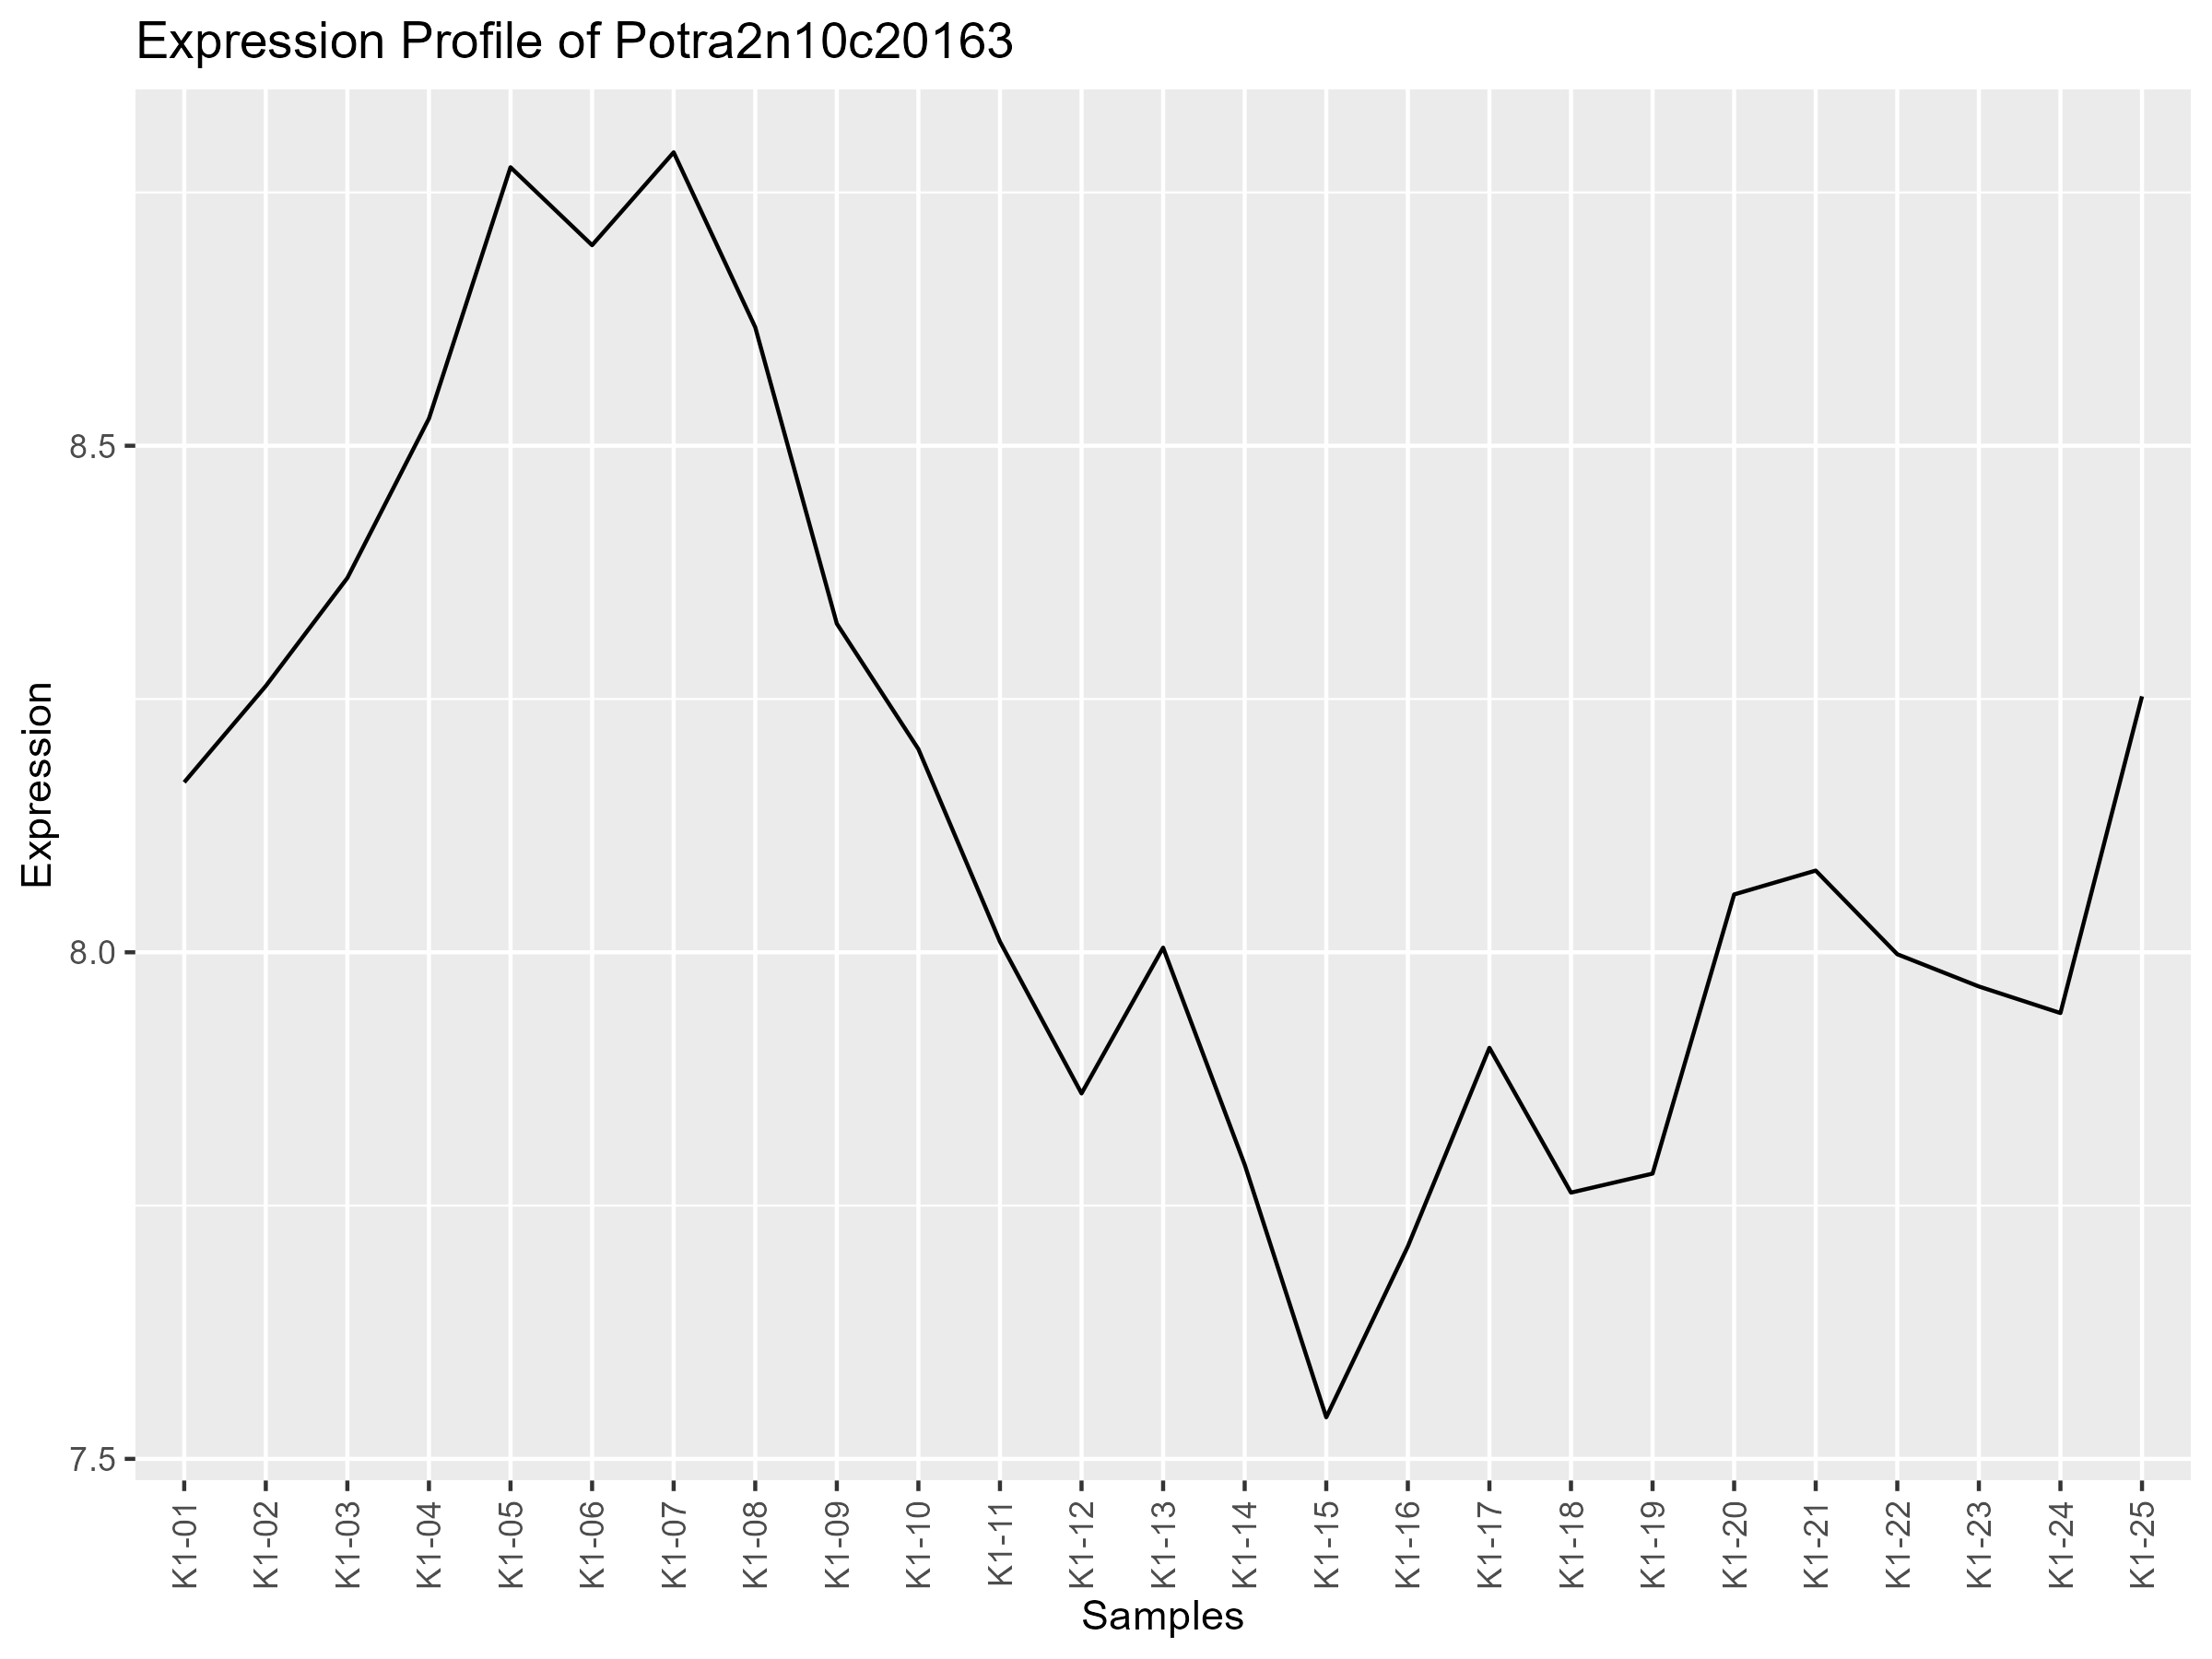 Expression Profile of Potra2n10c20163
Expression
8.5
8.0
7.5
K1-01
K1-02
K1-03
K1-04
K1-05
K1-06
K1-07
K1-08
K1-09
K1-10
K1-11
K1-12
K1-13
K1-14
K1-15
K1-16
K1-17
K1-18
K1-19
K1-20
K1-21
K1-22
K1-23
K1-24
K1-25
Samples